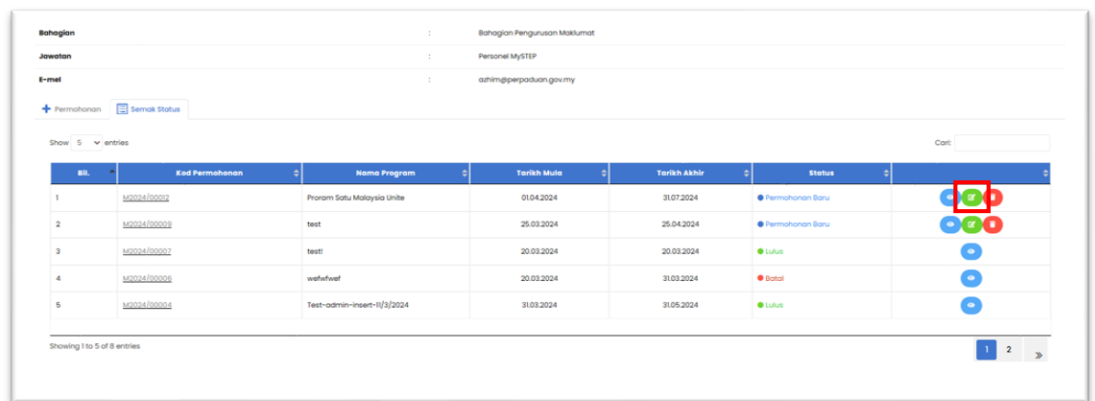 Bahagian : Bahagian Pengurusan Maklumat
Jawatan : Personel MySTEP
E-mel : azhim@perpaduan.gov.my
Permohonan Semak Status
Show 5 entries Cari:
Bil. Kod Permohonan Nama Program Tarikh Mula Tarikh Akhir Status
1 M2024/00012 Proram Satu Malaysia Unite 01.04.2024 31.07.2024 Permohonan Baru
2 M2024/00009 test 25.03.2024 25.04.2024 Permohonan Baru
3 M2024/00007 test! 20.03.2024 20.03.2024 Lulus
4 M2024/00006 wefwfwef 20.03.2024 31.03.2024 Batal
5 M2024/00004 Test-admin-insert-11/3/2024 31.03.2024 31.05.2024 Lulus
Showing 1 to 5 of 8 entries 1 2 »